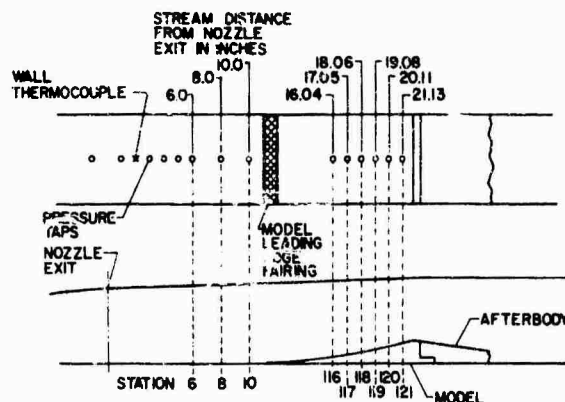 STREAM DISTANCE
FROM NOZZLE
EXIT IN INCHES
10.0
8.0
6.0
18.06
17.05
16.04
19.08
20.11
21.13
WALL
THERMOCOUPLE
PRESSURE
TAPS
NOZZLE
EXIT
MODEL
LEADING
EDGE
FAIRING
AFTERBODY
STATION 6 8 10
116 118 120
117 119 121
MODEL